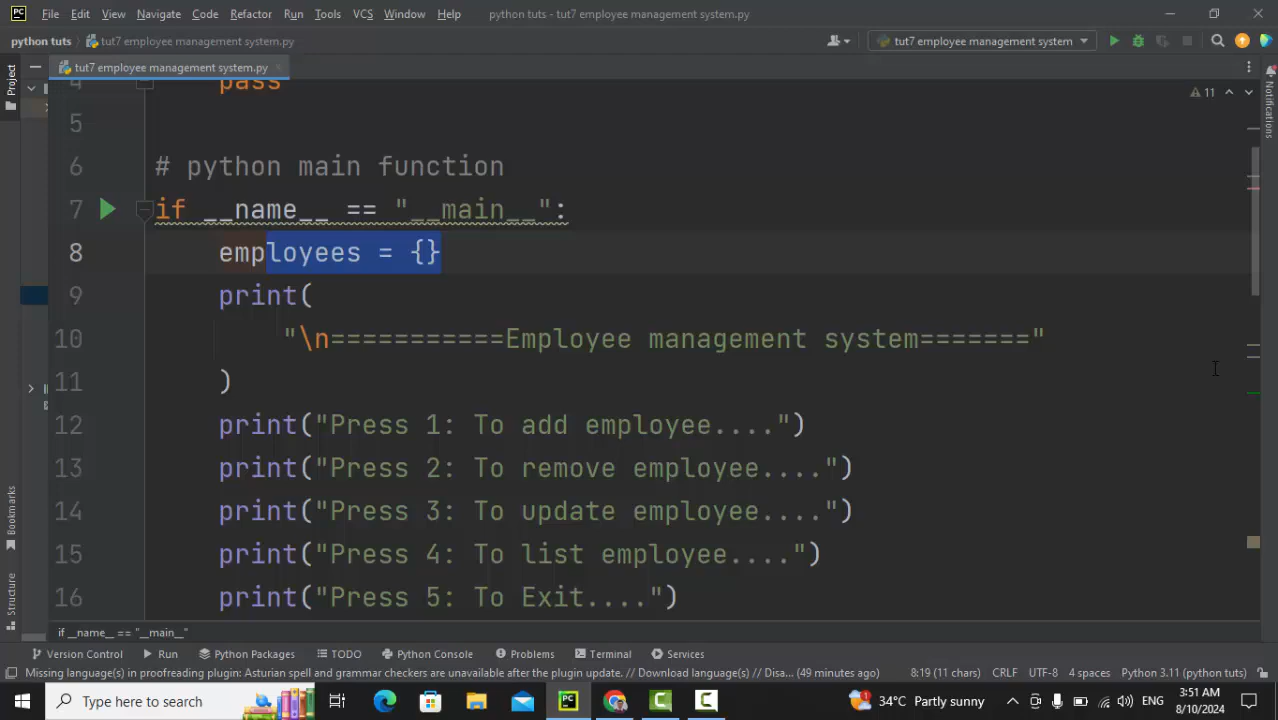 File Edit View Navigate Code Refactor Run Tools VCS Window Help python tuts - tut7 employee management system.py
python tuts tut7 employee management system.py tut7 employee management system
Project tut7 employee management system.py
Notifications
4 pass 11
5
6 # python main function
7 if __name__ == "__main__":
8 employees = {}
9 print(
10 "\n===========Employee management system======="
11 )
12 print("Press 1: To add employee....")
13 print("Press 2: To remove employee....")
14 print("Press 3: To update employee....")
15 print("Press 4: To list employee....")
16 print("Press 5: To Exit....")
Bookmarks
Structure
if __name__ == "__main__"
Version Control Run Python Packages TODO Python Console Problems Terminal Services
Missing language(s) in proofreading plugin: Asturian spell and grammar checkers are unavailable after the plugin update. // Download language(s) // Disa... (49 minutes ago) 8:19 (11 chars) CRLF UTF-8 4 spaces Python 3.11 (python tuts)
Type here to search 34°C Partly sunny ENG 3:51 AM
8/10/2024